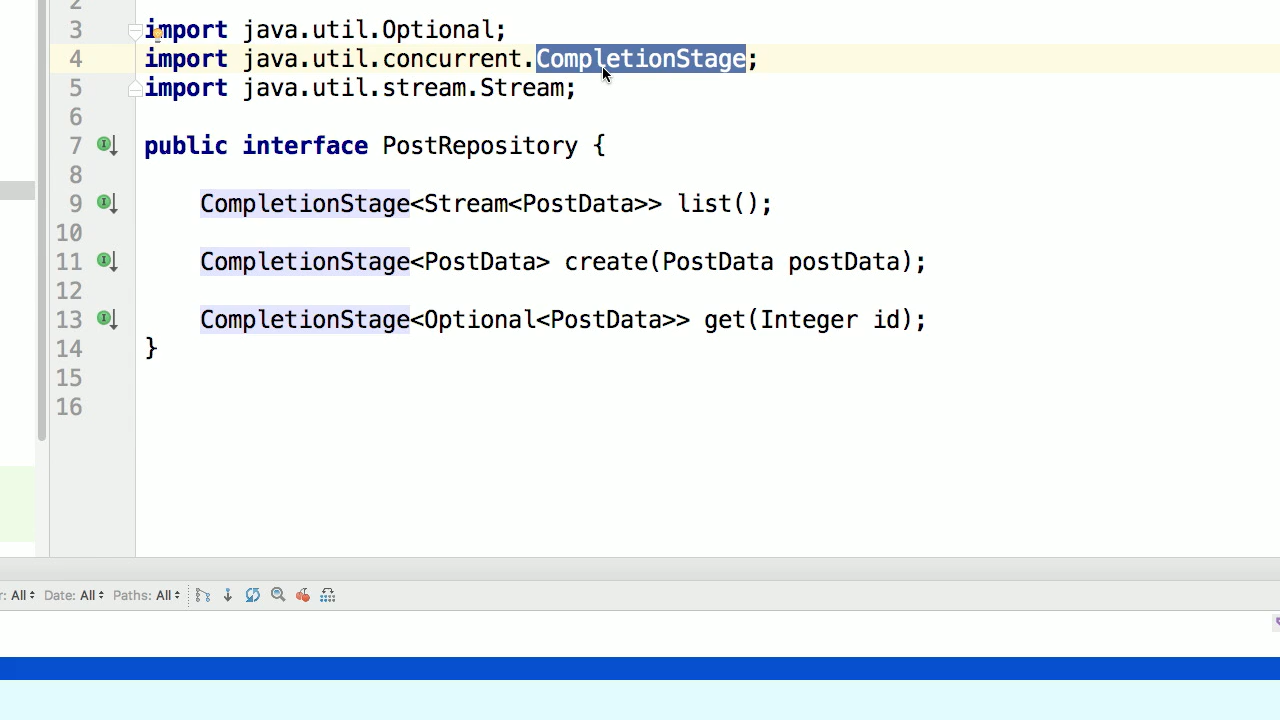 2
3 import java.util.Optional;
4 import java.util.concurrent.CompletionStage;
5 import java.util.stream.Stream;
6
7 public interface PostRepository {
8
9 CompletionStage<Stream<PostData>> list();
10
11 CompletionStage<PostData> create(PostData postData);
12
13 CompletionStage<Optional<PostData>> get(Integer id);
14 }
15
16
r: All Date: All Paths: All